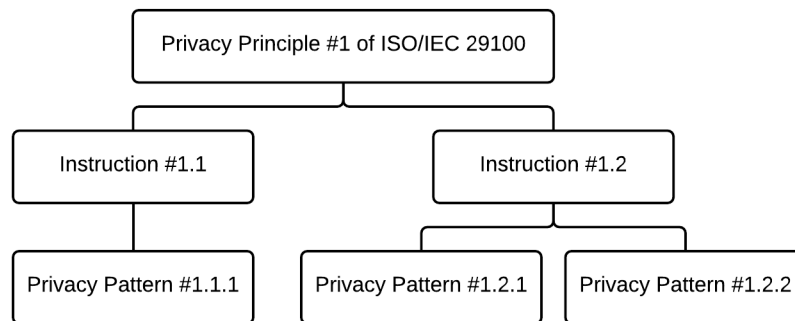 Privacy Principle #1 of ISO/IEC 29100
Instruction #1.1
Instruction #1.2
Privacy Pattern #1.1.1
Privacy Pattern #1.2.1
Privacy Pattern #1.2.2